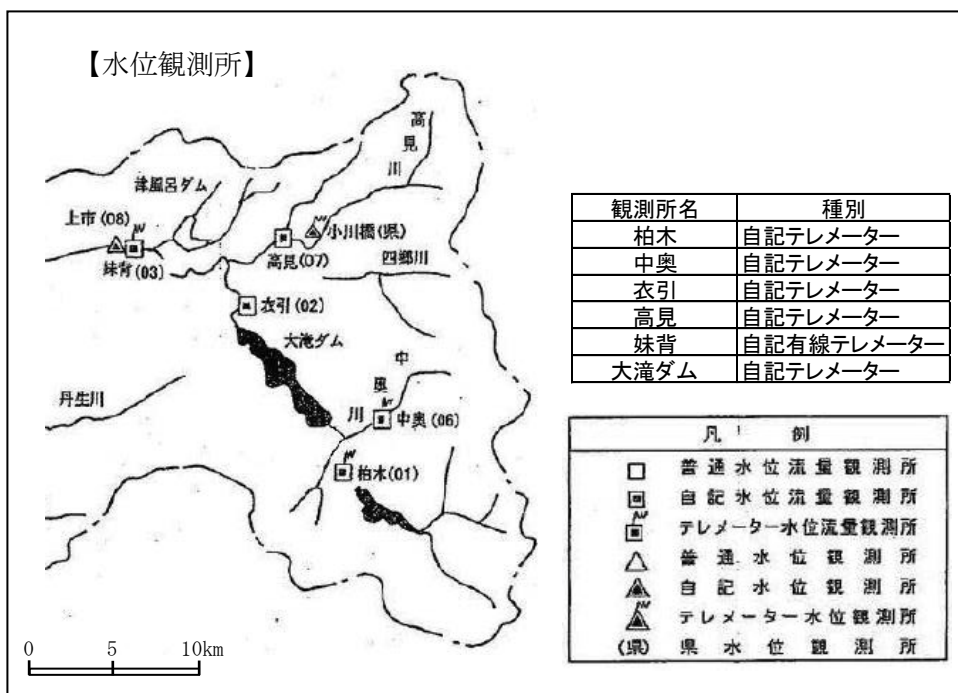 【水位観測所】
高見川
津風呂ダム
上市(08)
小川橋(県)
妹背(03)
高見(07)
四郷川
衣引(02)
大滝ダム
中奥川
丹生川
中奥(06)
柏木(01)
0 5 10km
観測所名 種別
柏木 自記テレメーター
中奥 自記テレメーター
衣引 自記テレメーター
高見 自記テレメーター
妹背 自記有線テレメーター
大滝ダム 自記テレメーター
凡例
普通水位流量観測所
自記水位流量観測所
テレメーター水位流量観測所
普通水位観測所
自記水位観測所
テレメーター水位観測所
(県) 県水位観測所